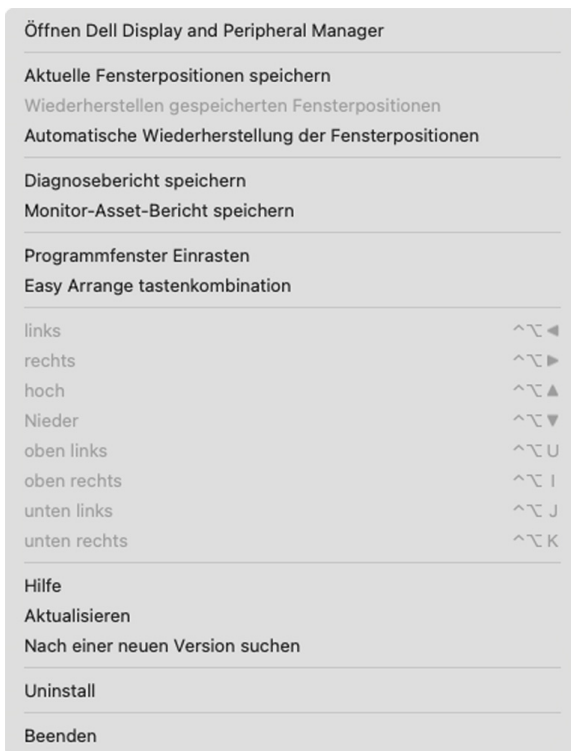 Öffnen Dell Display and Peripheral Manager
Aktuelle Fensterpositionen speichern
Wiederherstellen gespeicherten Fensterpositionen
Automatische Wiederherstellung der Fensterpositionen
Diagnosebericht speichern
Monitor-Asset-Bericht speichern
Programmfenster Einrasten
Easy Arrange tastenkombination
links ^⌥◀
rechts ^⌥▶
hoch ^⌥▲
Nieder ^⌥▼
oben links ^⌥U
oben rechts ^⌥I
unten links ^⌥J
unten rechts ^⌥K
Hilfe
Aktualisieren
Nach einer neuen Version suchen
Uninstall
Beenden